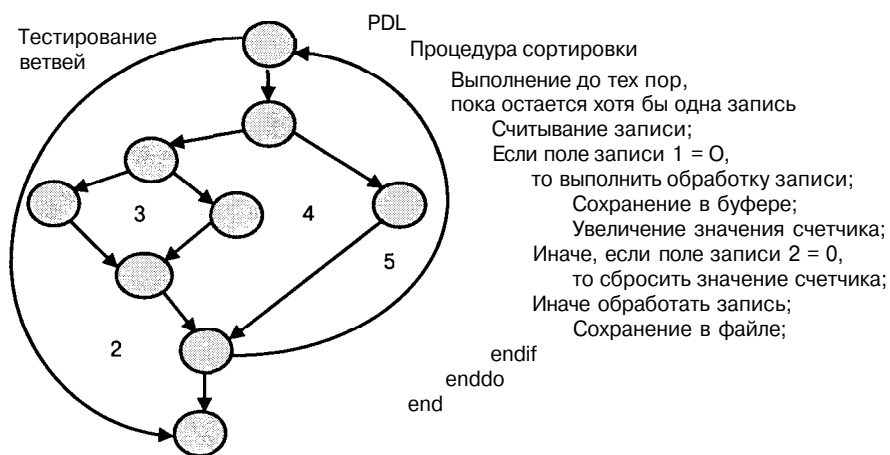 Тестирование
ветвей
3
4
5
2
PDL
Процедура сортировки
Выполнение до тех пор,
пока остается хотя бы одна запись
Считывание записи;
Если поле записи 1 = O,
то выполнить обработку записи;
Сохранение в буфере;
Увеличение значения счетчика;
Иначе, если поле записи 2 = 0,
то сбросить значение счетчика;
Иначе обработать запись;
Сохранение в файле;
endif
enddo
end